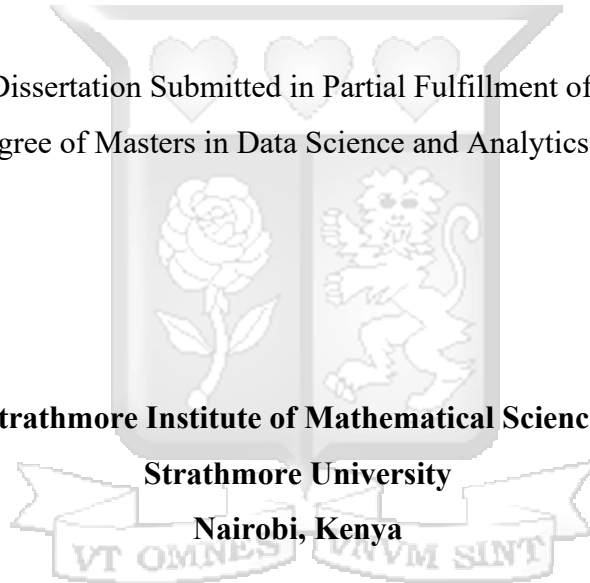 Dissertation Submitted in Partial Fulfillment of
gree of Masters in Data Science and Analytics
trathmore Institute of Mathematical Scienc
Strathmore University
Nairobi, Kenya
VT OMNES VNVM SINT